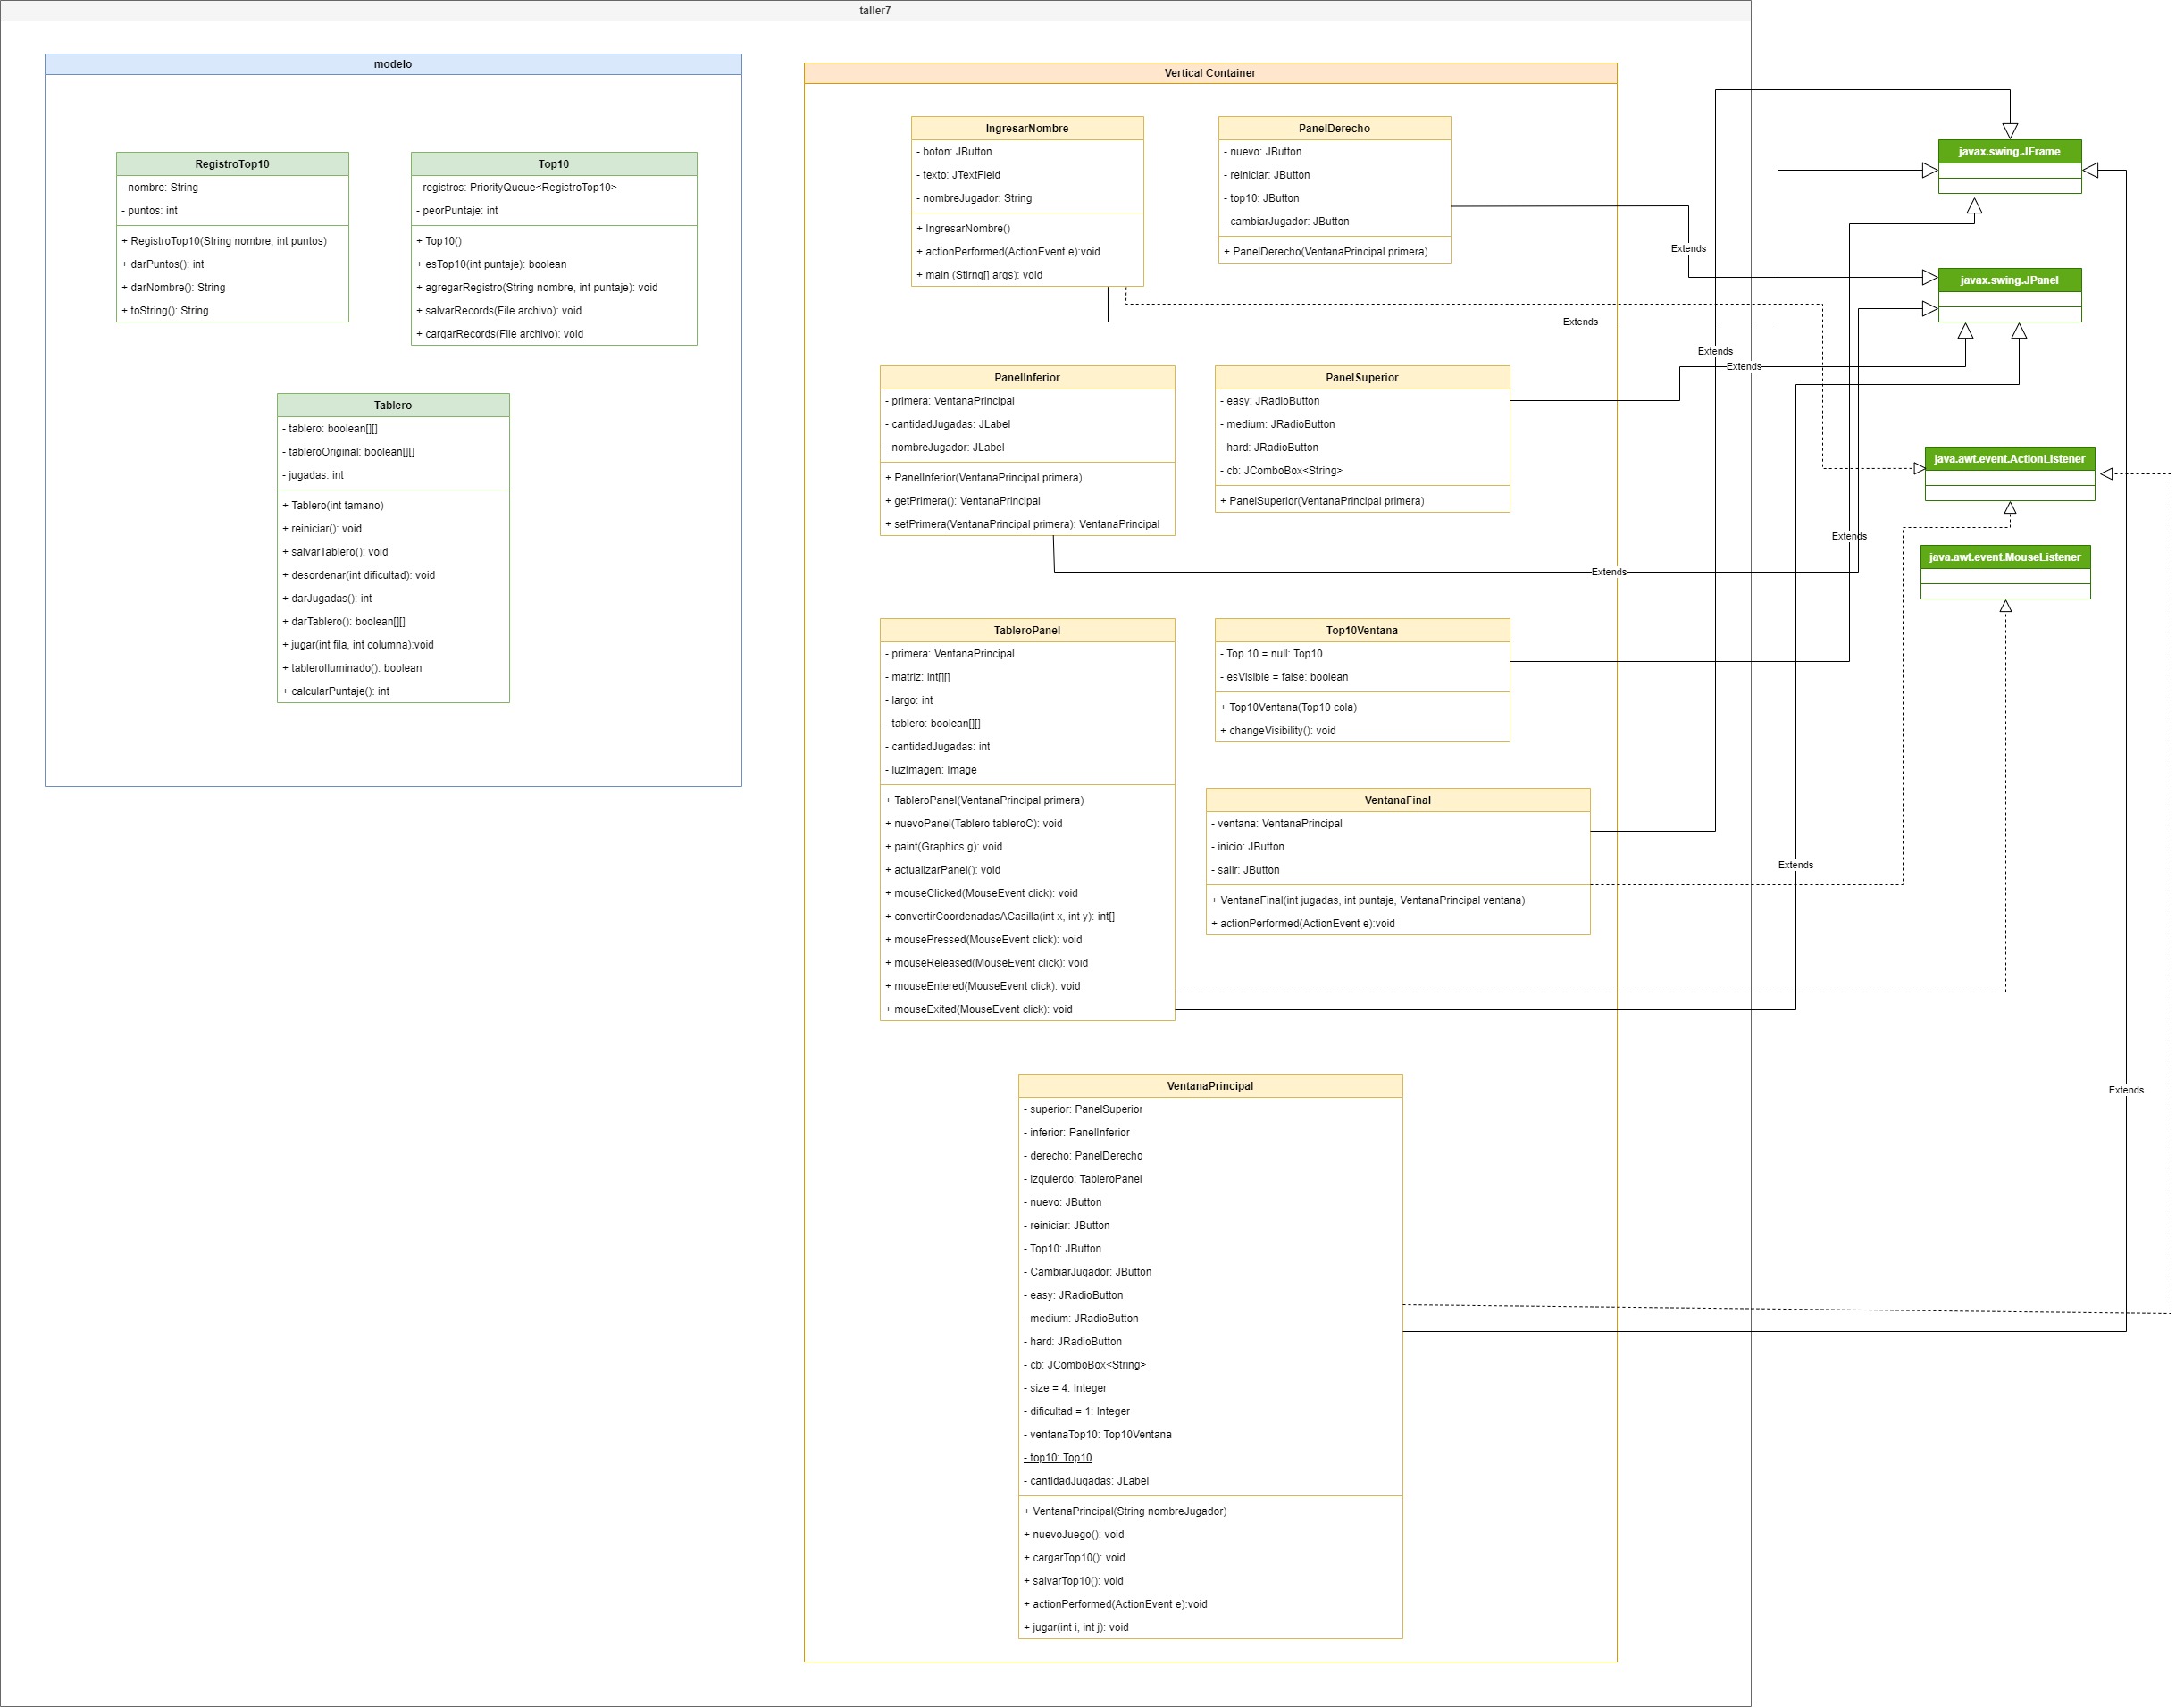 taller7
modelo
RegistroTop10
- nombre: String
- puntos: int
+ RegistroTop10(String nombre, int puntos)
+ darPuntos(): int
+ darNombre(): String
+ toString(): String
Top10
- registros: PriorityQueue<RegistroTop10>
- peorPuntaje: int
+ Top10()
+ esTop10(int puntaje): boolean
+ agregarRegistro(String nombre, int puntaje): void
+ salvarRecords(File archivo): void
+ cargarRecords(File archivo): void
Tablero
- tablero: boolean[][]
- tableroOriginal: boolean[][]
- jugadas: int
+ Tablero(int tamano)
+ reiniciar(): void
+ salvarTablero(): void
+ desordenar(int dificultad): void
+ darJugadas(): int
+ darTablero(): boolean[][]
+ jugar(int fila, int columna):void
+ tableroIluminado(): boolean
+ calcularPuntaje(): int
Vertical Container
IngresarNombre
- boton: JButton
- texto: JTextField
- nombreJugador: String
+ IngresarNombre()
+ actionPerformed(ActionEvent e):void
+ main (Stirng[] args): void
PanelDerecho
- nuevo: JButton
- reiniciar: JButton
- top10: JButton
- cambiarJugador: JButton
+ PanelDerecho(VentanaPrincipal primera)
PanelInferior
- primera: VentanaPrincipal
- cantidadJugadas: JLabel
- nombreJugador: JLabel
+ PanelInferior(VentanaPrincipal primera)
+ getPrimera(): VentanaPrincipal
+ setPrimera(VentanaPrincipal primera): VentanaPrincipal
PanelSuperior
- easy: JRadioButton
- medium: JRadioButton
- hard: JRadioButton
- cb: JComboBox<String>
+ PanelSuperior(VentanaPrincipal primera)
TableroPanel
- primera: VentanaPrincipal
- matriz: int[][]
- largo: int
- tablero: boolean[][]
- cantidadJugadas: int
- luzImagen: Image
+ TableroPanel(VentanaPrincipal primera)
+ nuevoPanel(Tablero tableroC): void
+ paint(Graphics g): void
+ actualizarPanel(): void
+ mouseClicked(MouseEvent click): void
+ convertirCoordenadasACasilla(int x, int y): int[]
+ mousePressed(MouseEvent click): void
+ mouseReleased(MouseEvent click): void
+ mouseEntered(MouseEvent click): void
+ mouseExited(MouseEvent click): void
Top10Ventana
- Top 10 = null: Top10
- esVisible = false: boolean
+ Top10Ventana(Top10 cola)
+ changeVisibility(): void
VentanaFinal
- ventana: VentanaPrincipal
- inicio: JButton
- salir: JButton
+ VentanaFinal(int jugadas, int puntaje, VentanaPrincipal ventana)
+ actionPerformed(ActionEvent e):void
VentanaPrincipal
- superior: PanelSuperior
- inferior: PanelInferior
- derecho: PanelDerecho
- izquierdo: TableroPanel
- nuevo: JButton
- reiniciar: JButton
- Top10: JButton
- CambiarJugador: JButton
- easy: JRadioButton
- medium: JRadioButton
- hard: JRadioButton
- cb: JComboBox<String>
- size = 4: Integer
- dificultad = 1: Integer
- ventanaTop10: Top10Ventana
- top10: Top10
- cantidadJugadas: JLabel
+ VentanaPrincipal(String nombreJugador)
+ nuevoJuego(): void
+ cargarTop10(): void
+ salvarTop10(): void
+ actionPerformed(ActionEvent e):void
+ jugar(int i, int j): void
javax.swing.JFrame
javax.swing.JPanel
java.awt.event.ActionListener
java.awt.event.MouseListener
Extends
Extends
Extends
Extends
Extends
Extends
Extends
Extends